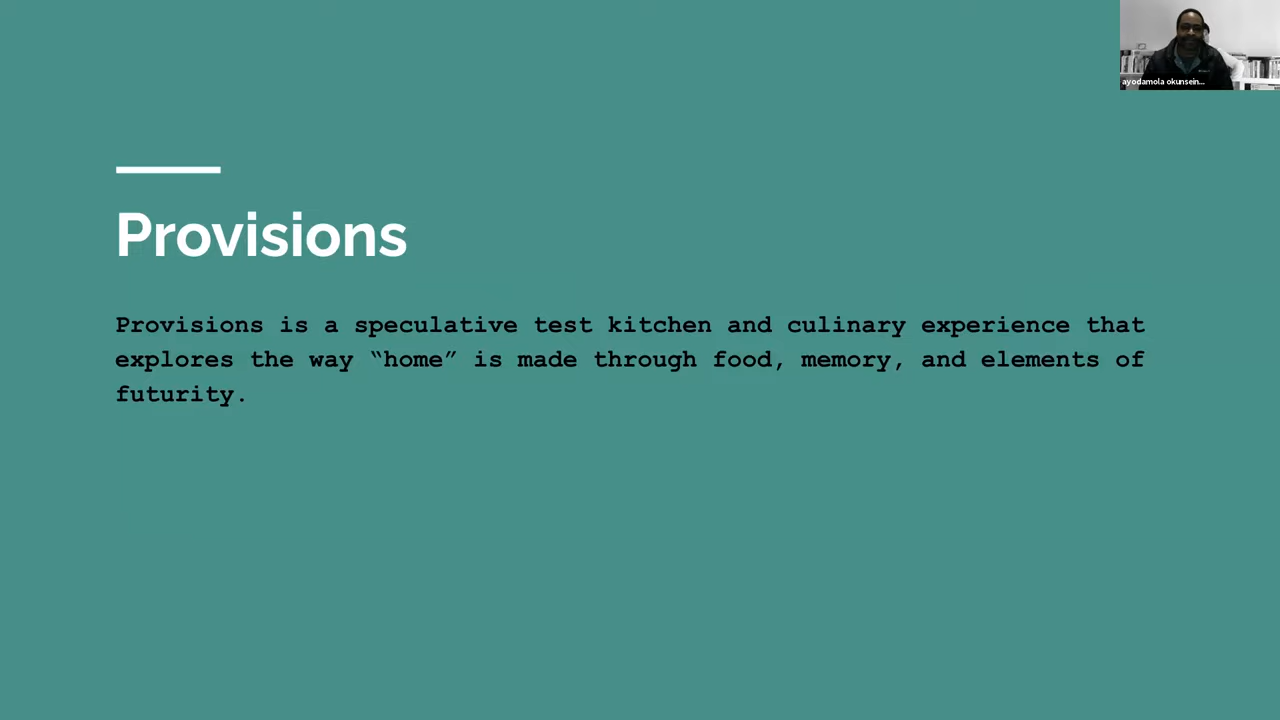 ayodamola okunsein...
Provisions
Provisions is a speculative test kitchen and culinary experience that
explores the way “home” is made through food, memory, and elements of
futurity.